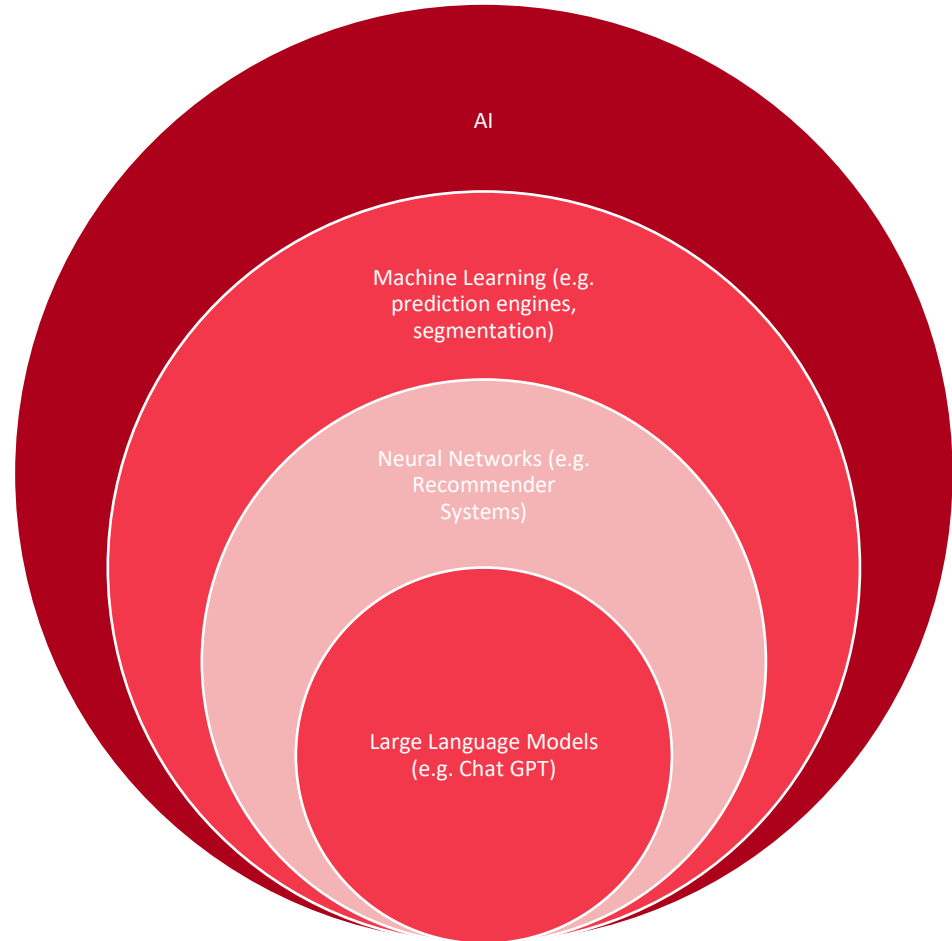 AI
Machine Learning (e.g.
prediction engines,
segmentation)
Neural Networks (e.g.
Recommender
Systems)
Large Language Models
(e.g. Chat GPT)